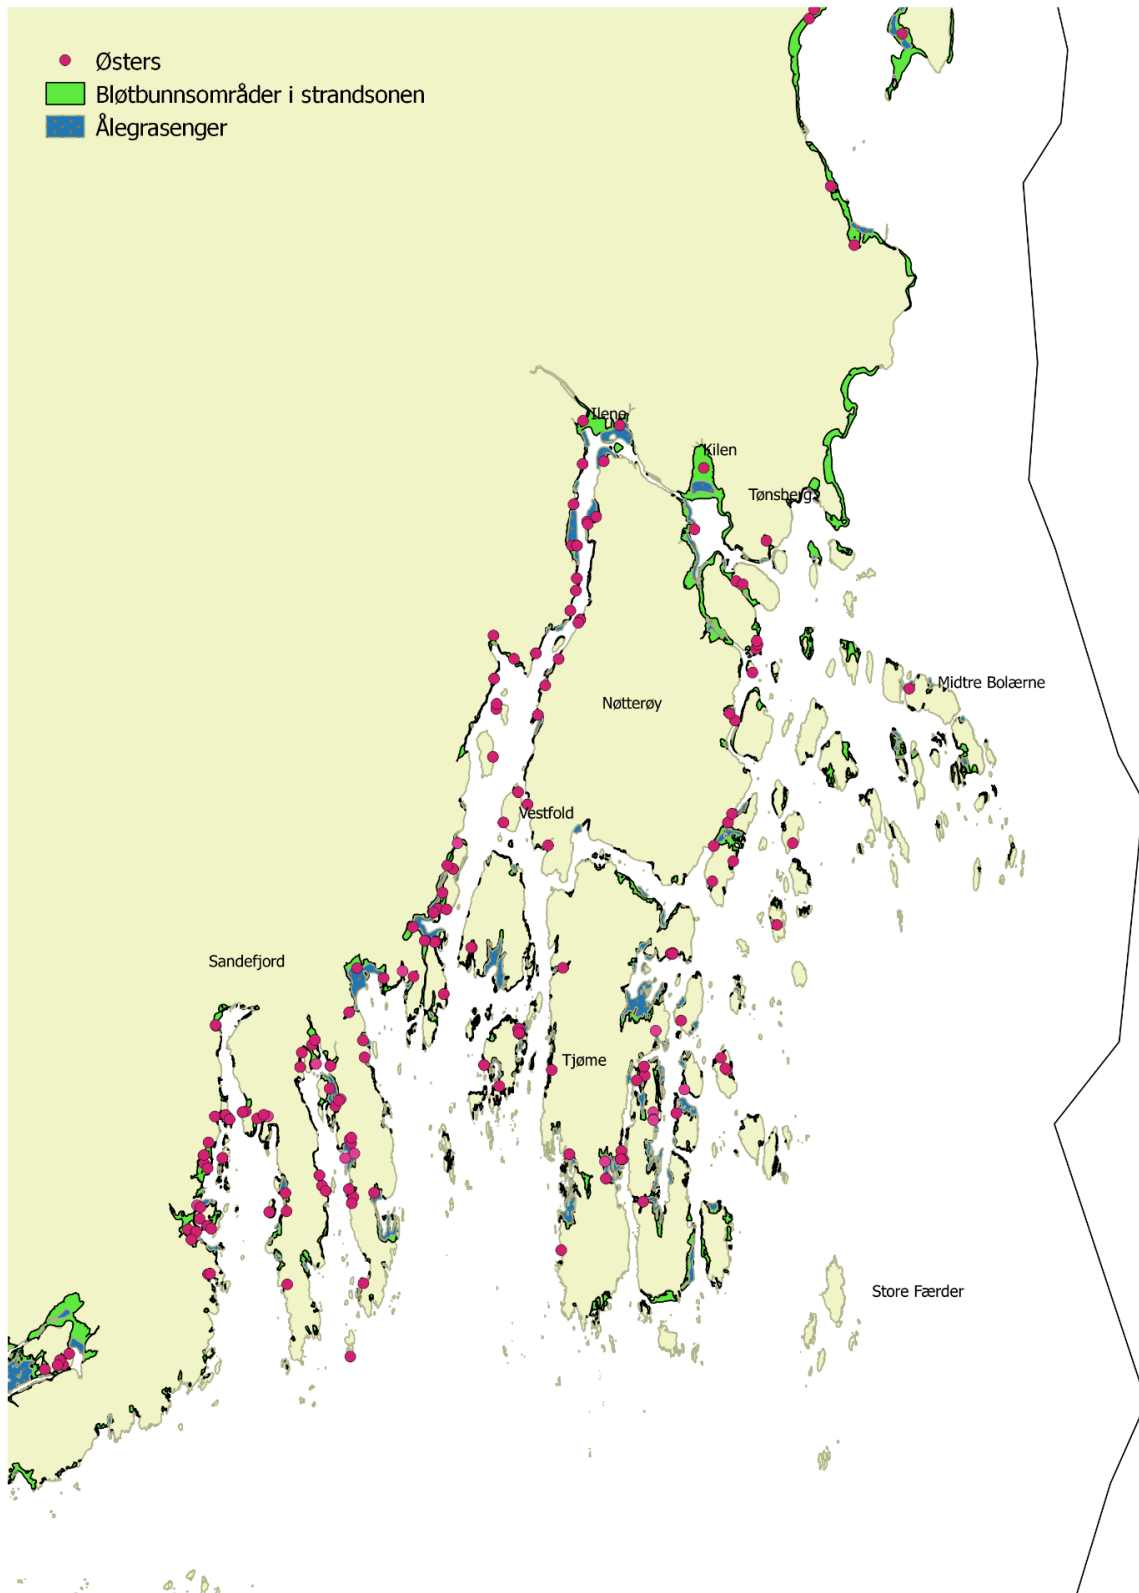 Østers
Bløtbunnsområder i strandsonen
Ålegrasenger
Ilene
Kilen
Tønsberg
Midtre Bolærne
Nøtterøy
Vestfold
Sandefjord
Tjøme
Store Færder